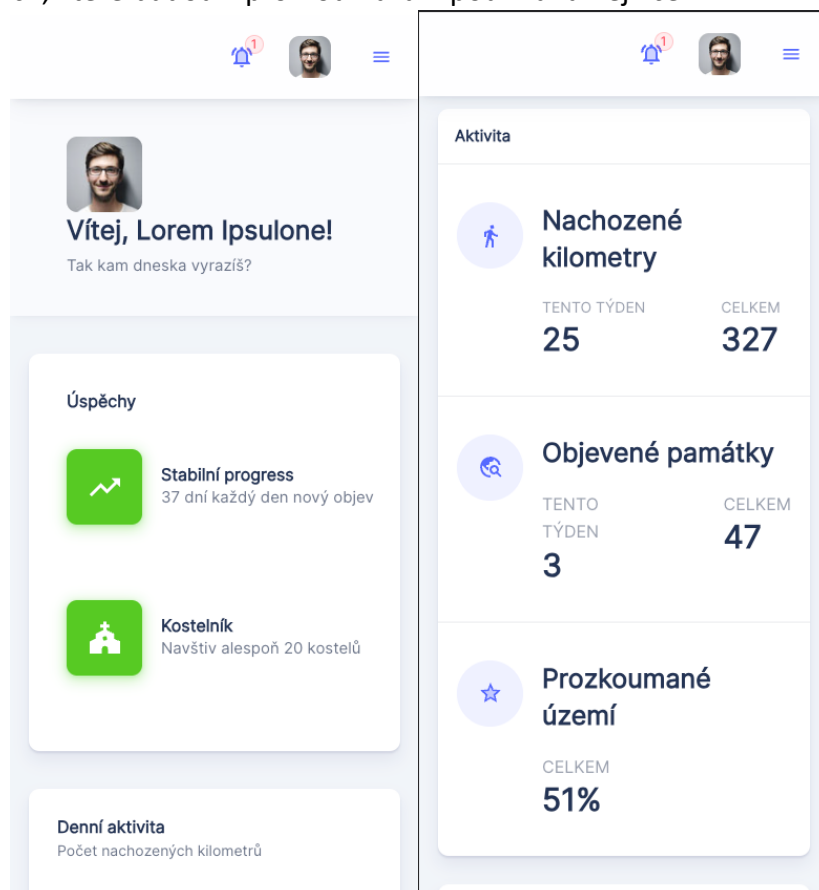 1
Vítej, Lorem Ipsulone!
Tak kam dneska vyrazíš?
Úspěchy
Stabilní progress
37 dní každý den nový objev
Kostelník
Navštiv alespoň 20 kostelů
Denní aktivita
Počet nachozených kilometrů
1
Aktivita
Nachozené
kilometry
TENTO TÝDEN CELKEM
25 327
Objevené památky
TENTO
TÝDEN
3
CELKEM
47
Prozkoumané
území
CELKEM
51%